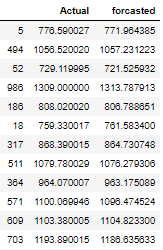 Actual forcasted
5 776.590027 771.964385
494 1056.520020 1057.231223
52 729.119995 721.525932
986 1309.000000 1313.787913
186 808.020020 806.788651
18 759.330017 761.583400
317 868.390015 864.730748
511 1079.780029 1076.279306
364 964.070007 963.175089
571 1100.069946 1096.474524
609 1103.380005 1104.823300
703 1193.890015 1186.635633